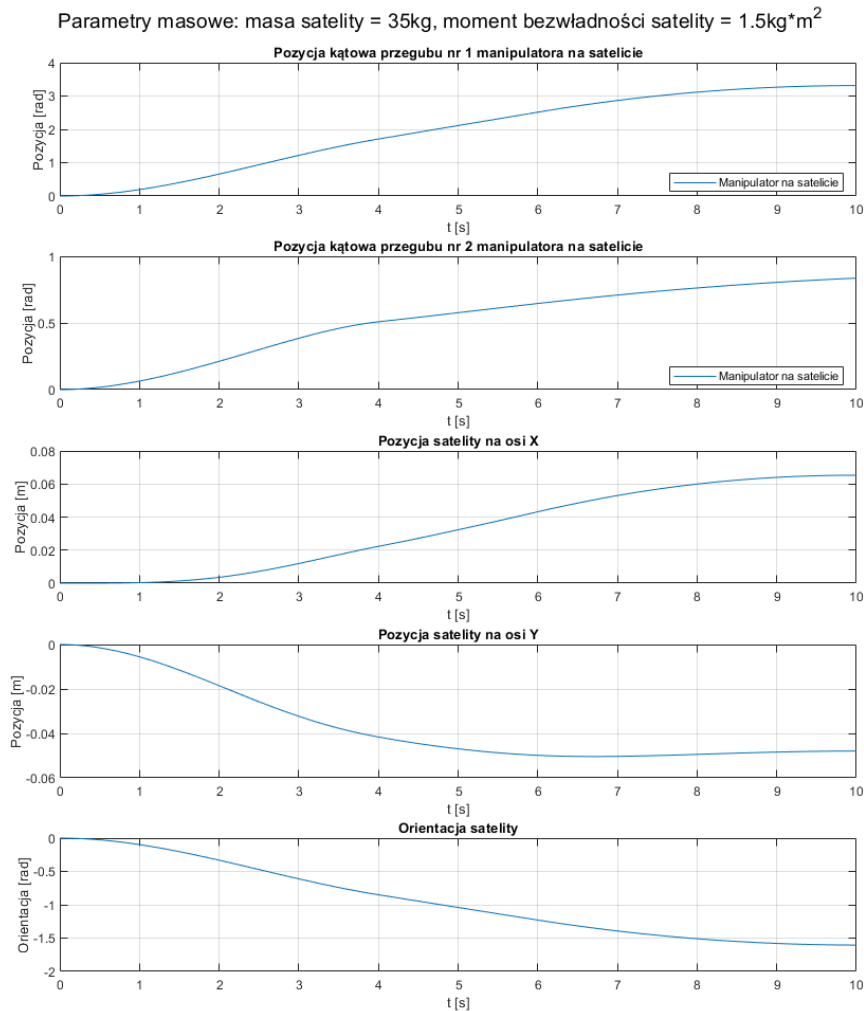 Parametry masowe: masa satelity = 35kg, moment bezwładności satelity = 1.5kg*m²
Pozycja kątowa przegubu nr 1 manipulatora na satelicie
4
3
2
1
0
Pozycja [rad]
Manipulator na satelicie
0 1 2 3 4 5 6 7 8 9 10
t [s]
Pozycja kątowa przegubu nr 2 manipulatora na satelicie
1
0.5
0
Pozycja [rad]
Manipulator na satelicie
0 1 2 3 4 5 6 7 8 9 10
t [s]
Pozycja satelity na osi X
0.08
0.06
0.04
0.02
0
Pozycja [m]
0 1 2 3 4 5 6 7 8 9 10
t [s]
Pozycja satelity na osi Y
0
-0.02
-0.04
-0.06
Pozycja [m]
0 1 2 3 4 5 6 7 8 9 10
t [s]
Orientacja satelity
0
-0.5
-1
-1.5
-2
Orientacja [rad]
0 1 2 3 4 5 6 7 8 9 10
t [s]